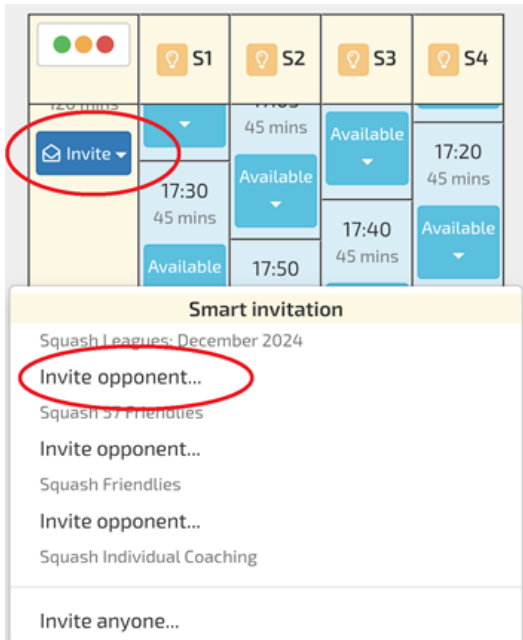 S1 S2 S3 S4
120 mins
Invite
17:30
45 mins
Available
45 mins
Available
17:50
Available
17:40
45 mins
17:20
45 mins
Available
Smart invitation
Squash Leagues: December 2024
Invite opponent...
Squash 57 Friendlies
Invite opponent...
Squash Friendlies
Invite opponent...
Squash Individual Coaching
Invite anyone...